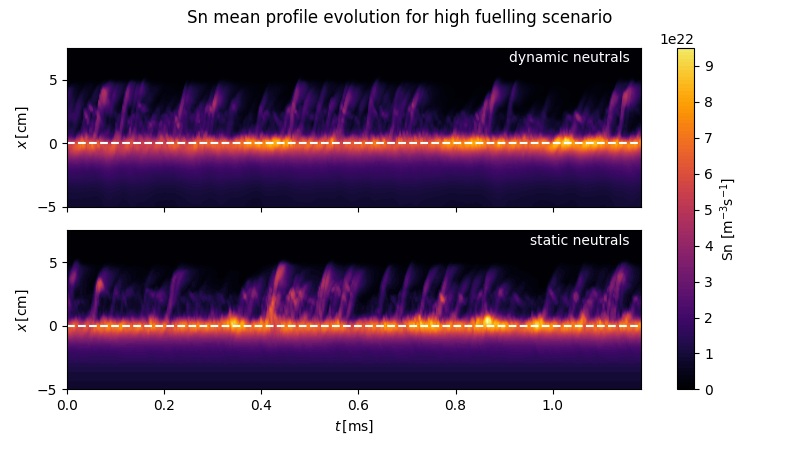 Sn mean profile evolution for high fuelling scenario
1e22
dynamic neutrals
x [cm]
5
0
−5
static neutrals
x [cm]
5
0
−5
0.0 0.2 0.4 0.6 0.8 1.0
t [ms]
9
8
7
6
5
4
3
2
1
0
Sn [m⁻³s⁻¹]